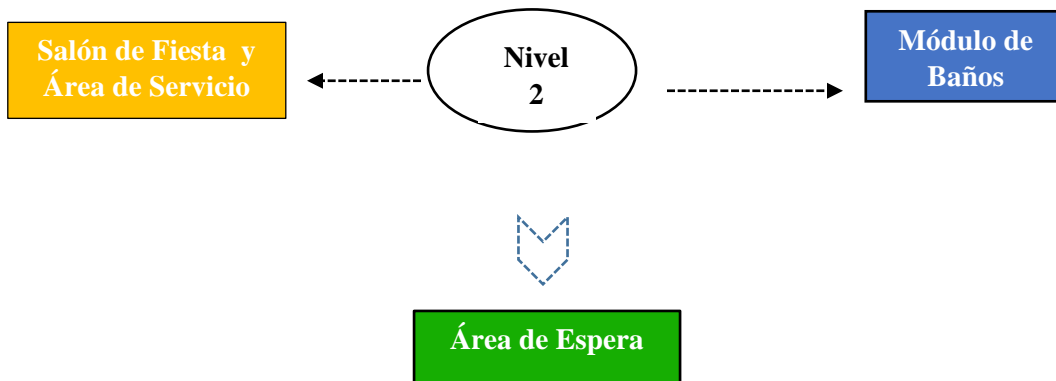 Salón de Fiesta y
Área de Servicio
Nivel
2
Módulo de
Baños
Área de Espera